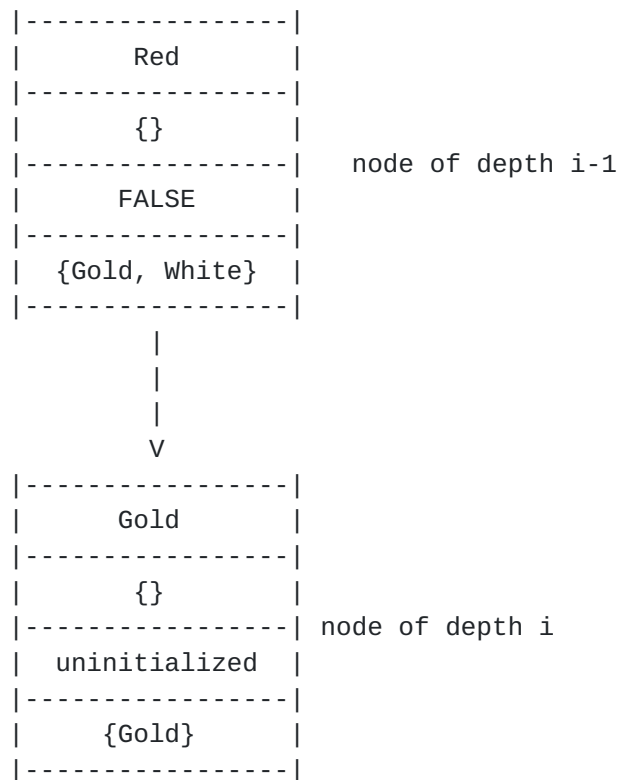 |-----------------|
|       Red       |
|-----------------|
|       {}        |
|-----------------|   node of depth i-1
|      FALSE      |
|-----------------|
|  {Gold, White}  |
|-----------------|
         |
         |
         |
         V
|-----------------|
|      Gold       |
|-----------------|
|       {}        |
|-----------------| node of depth i
|  uninitialized  |
|-----------------|
|     {Gold}      |
|-----------------|